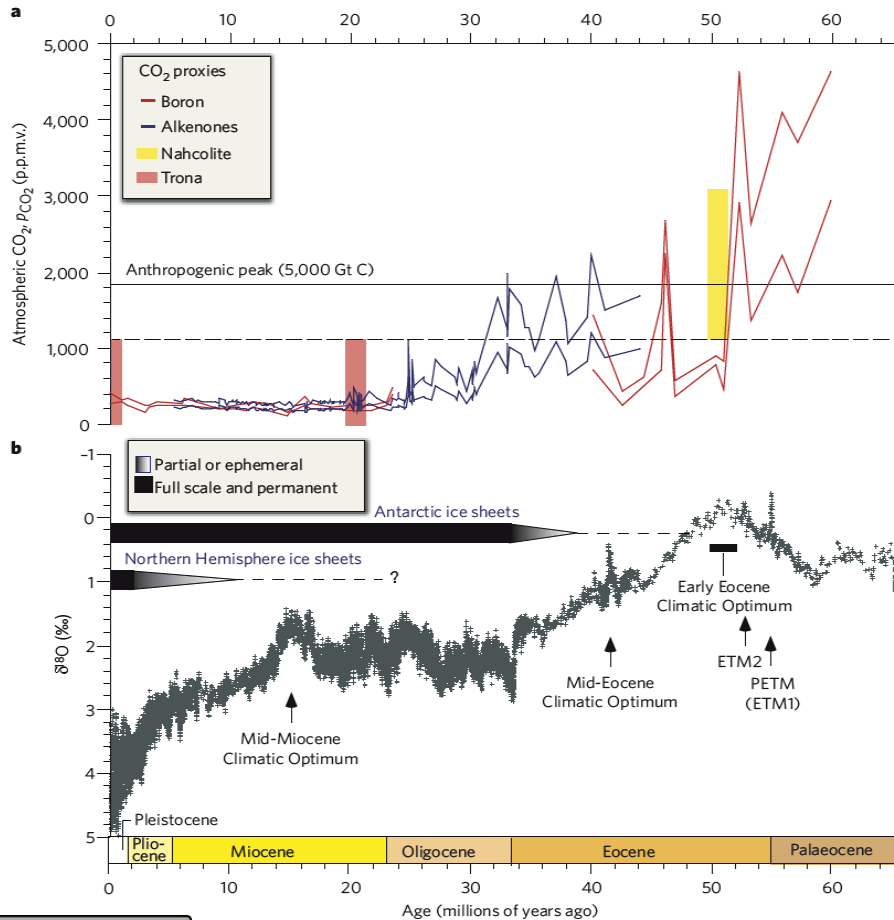 a
0 10 20 30 40 50 60
5,000
4,000
3,000
2,000
1,000
0
Atmospheric CO₂, pCO₂ (p.p.m.v.)
CO₂ proxies
Boron
Alkenones
Nahcolite
Trona
Anthropogenic peak (5,000 Gt C)
b
–1
0
1
2
3
4
5
δ¹⁸O (‰)
Partial or ephemeral
Full scale and permanent
Antarctic ice sheets
Northern Hemisphere ice sheets
?
Early Eocene
Climatic Optimum
ETM2
PETM
(ETM1)
Mid-Eocene
Climatic Optimum
Mid-Miocene
Climatic Optimum
Pleistocene
Plio-
cene
Miocene
Oligocene
Eocene
Palaeocene
0 10 20 30 40 50 60
Age (millions of years ago)